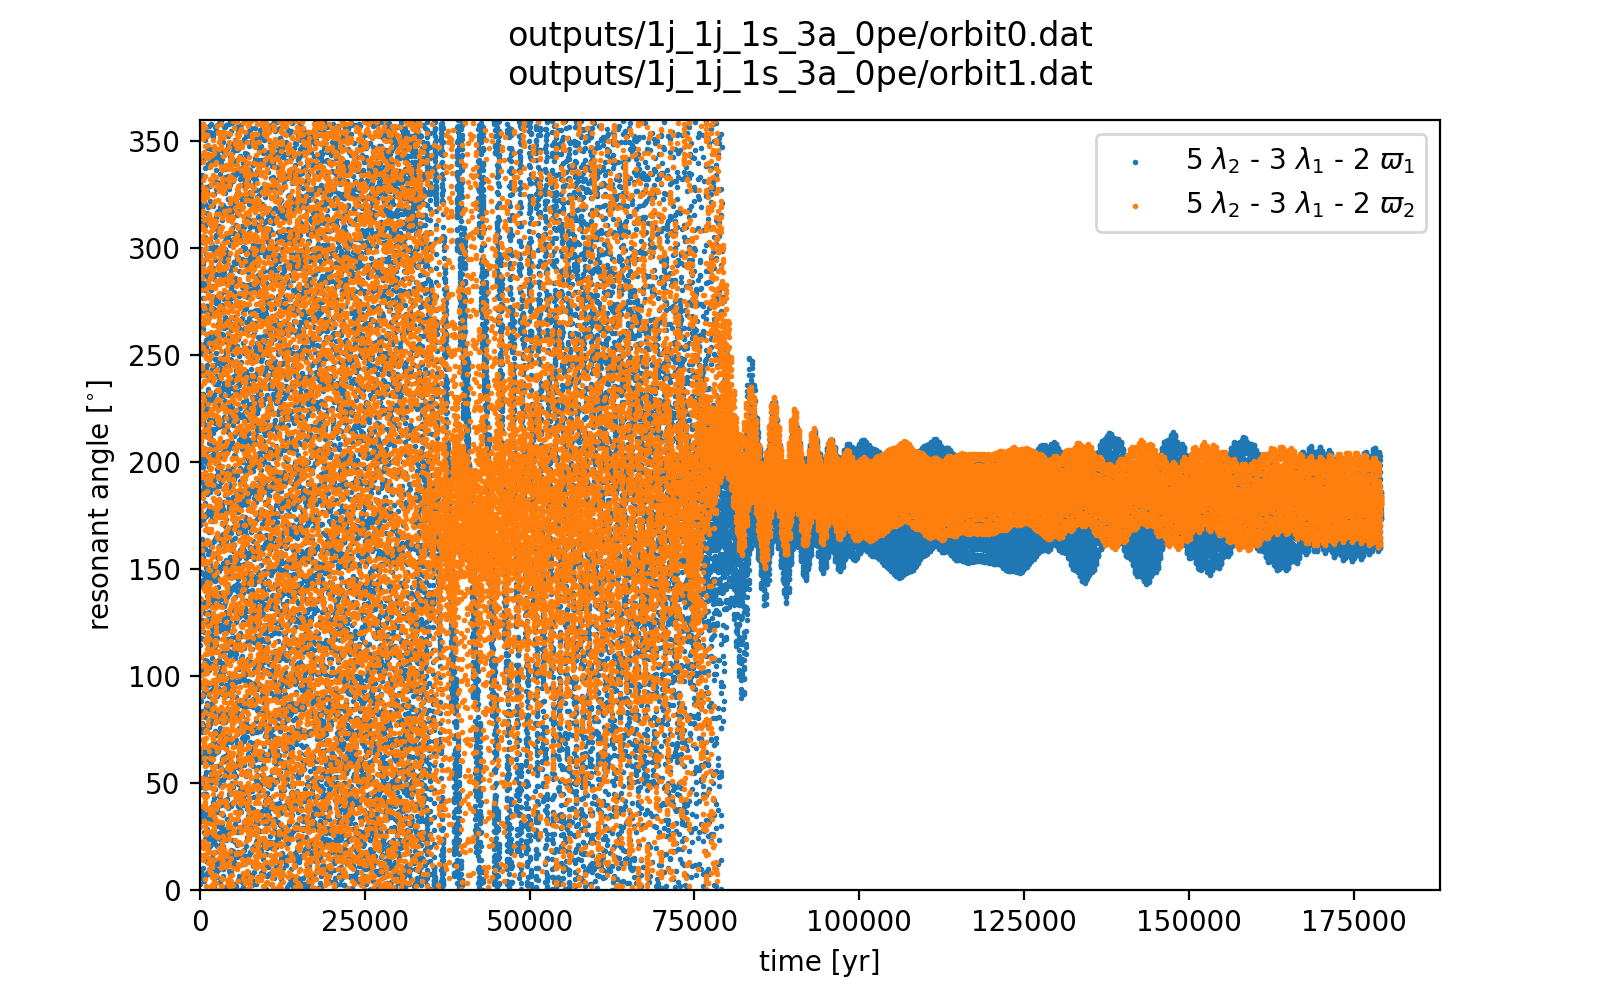 outputs/1j_1j_1s_3a_0pe/orbit0.dat
outputs/1j_1j_1s_3a_0pe/orbit1.dat
5 λ₂ - 3 λ₁ - 2 ϖ₁
5 λ₂ - 3 λ₁ - 2 ϖ₂
350
300
250
200
150
100
50
0
resonant angle [°]
0 25000 50000 75000 100000 125000 150000 175000
time [yr]